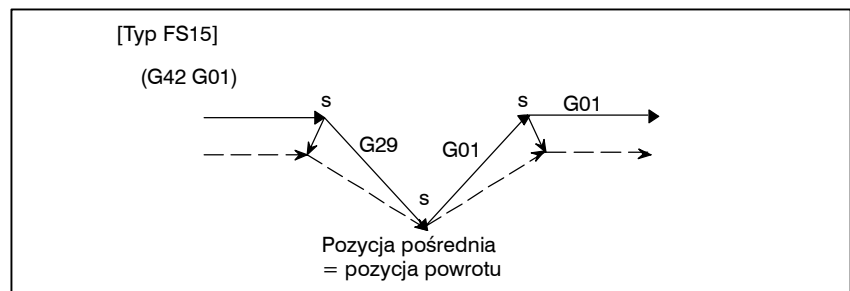 [Typ FS15]
(G42 G01)
s
s
G01
G29
G01
s
Pozycja pośrednia
= pozycja powrotu